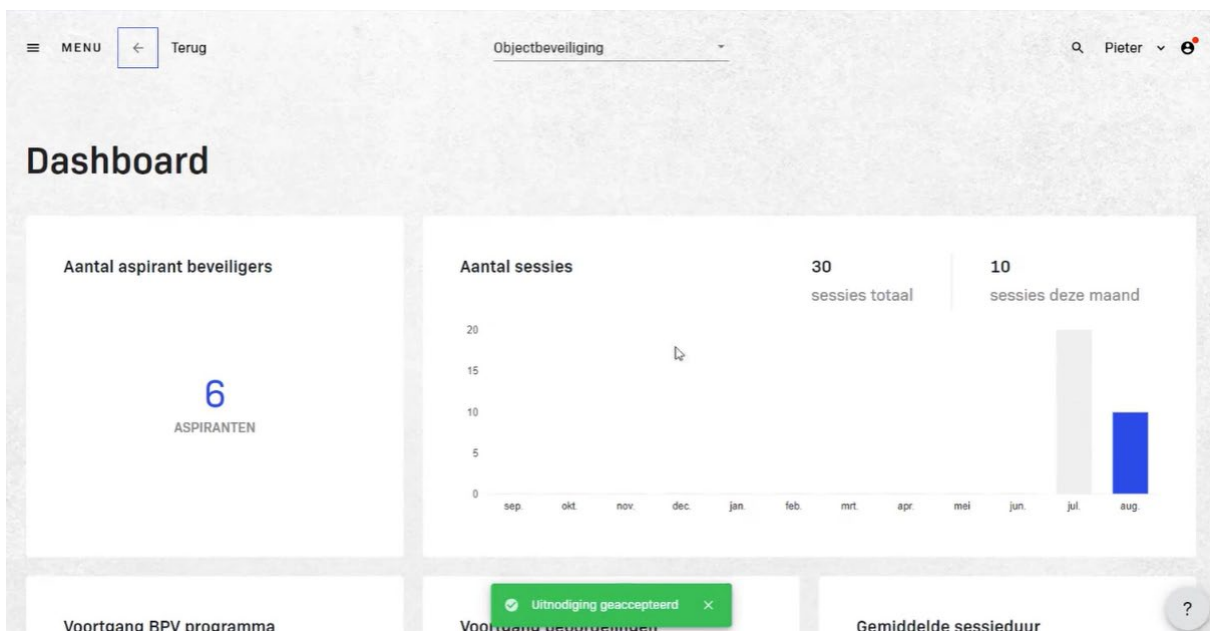 MENU
Terug
Objectbeveiliging
Pieter
Dashboard
Aantal aspirant beveiligers
6
ASPIRANTEN
Aantal sessies
30
sessies totaal
10
sessies deze maand
20
15
10
5
0
sep. okt. nov. dec. jan. feb. mrt. apr. mei jun. jul. aug.
Uitnodiging geaccepteerd
Voortgang BPV programma
Voortgang beoordelingen
Gemiddelde sessieduur
?